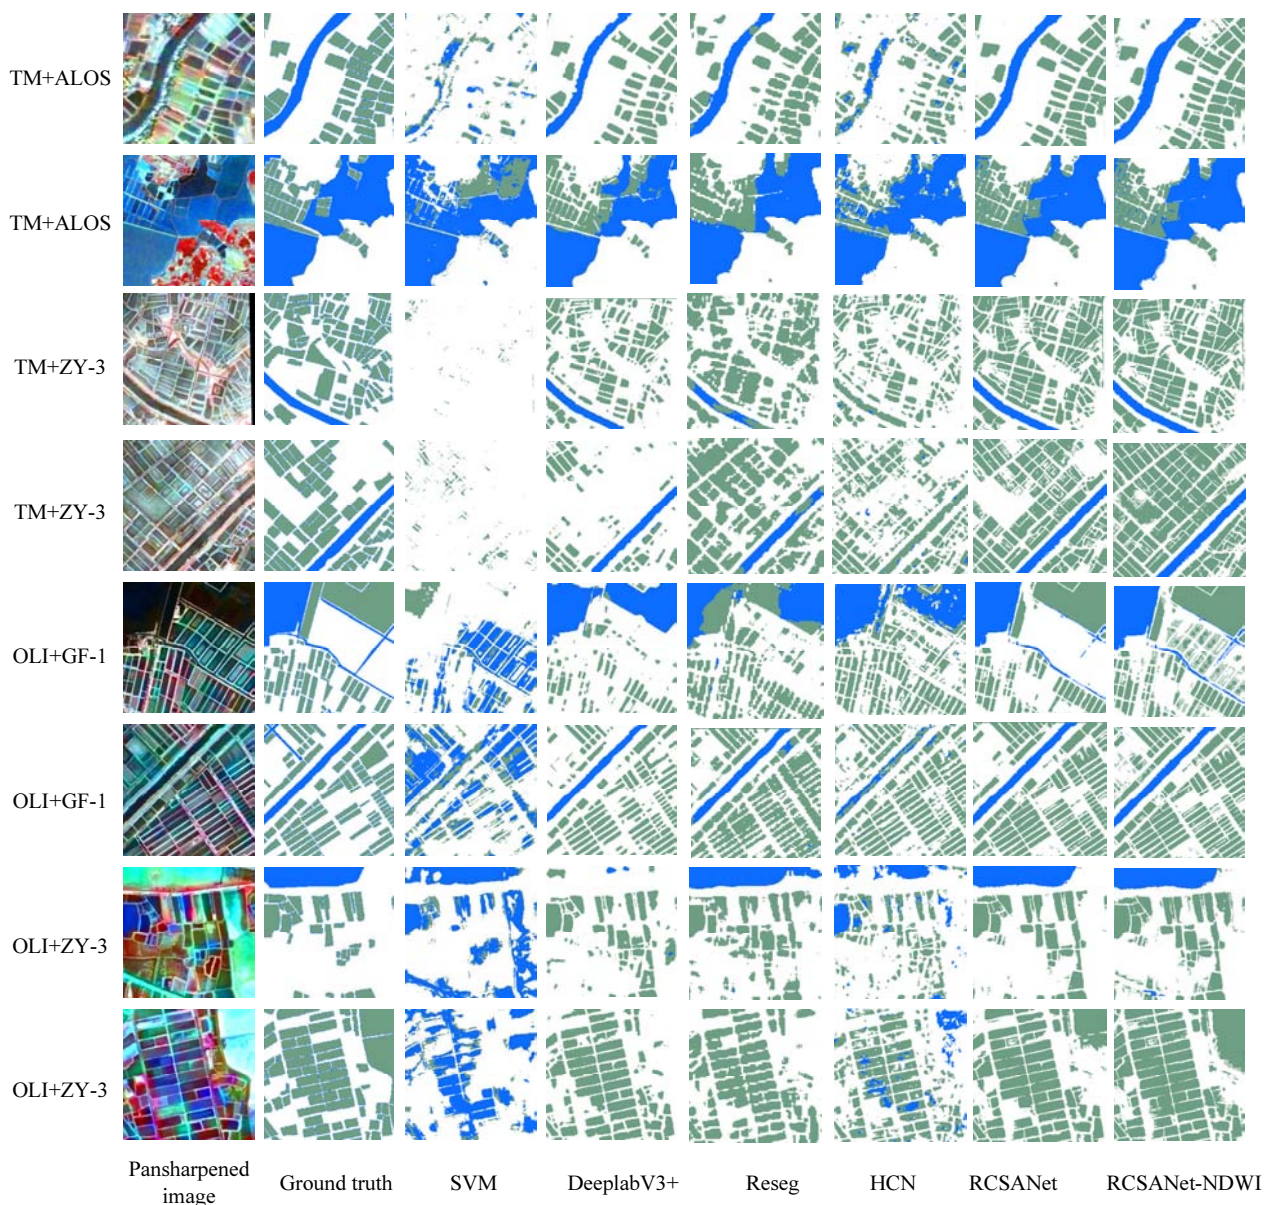 TM+ALOS
TM+ALOS
TM+ZY-3
TM+ZY-3
OLI+GF-1
OLI+GF-1
OLI+ZY-3
OLI+ZY-3
Pansharpened
image
Ground truth
SVM
DeeplabV3+
Reseg
HCN
RCSANet
RCSANet-NDWI